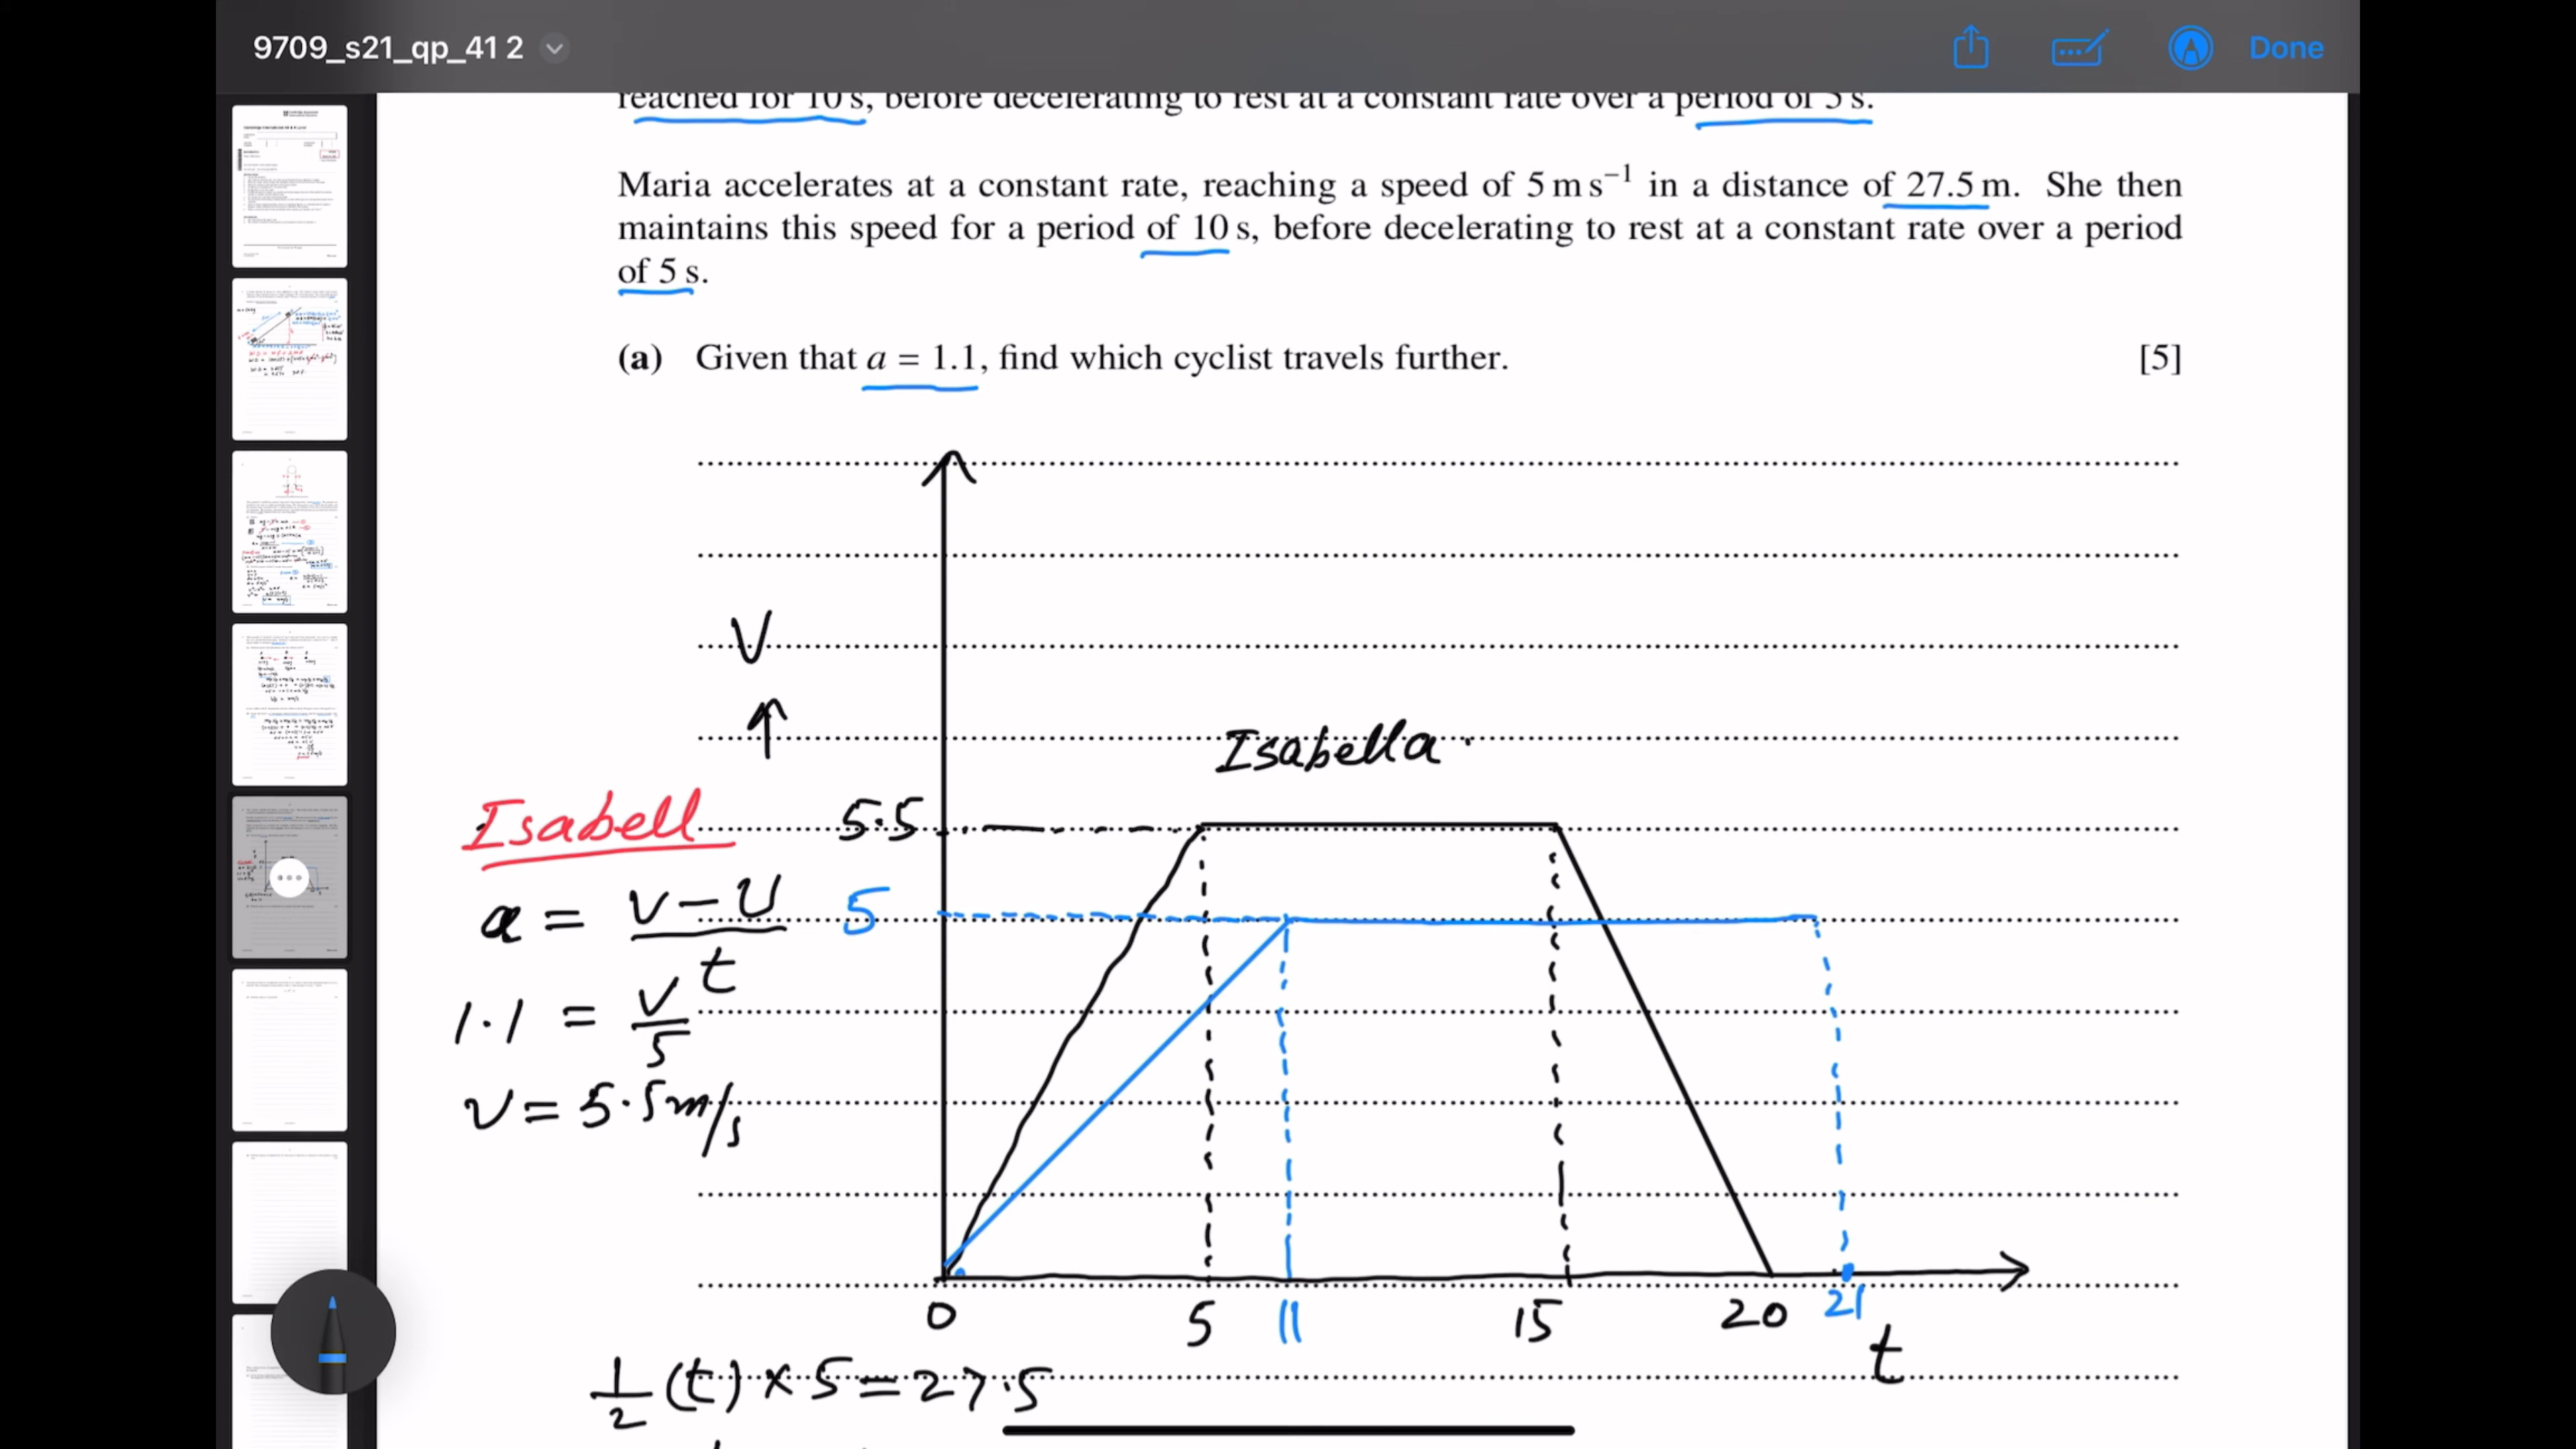 9709_s21_qp_41 2
Done
reached for 10 s, before decelerating to rest at a constant rate over a period of 5 s.
Maria accelerates at a constant rate, reaching a speed of 5 m s⁻¹ in a distance of 27.5 m. She then
maintains this speed for a period of 10 s, before decelerating to rest at a constant rate over a period
of 5 s.
(a) Given that a = 1.1, find which cyclist travels further. [5]
V
Isabella
Isabell
5.5
a = v-u/t
5
1.1 = v/5
v = 5.5m/s
0 5 11 15 20 21
t
1/2 (t) × 5 = 27.5